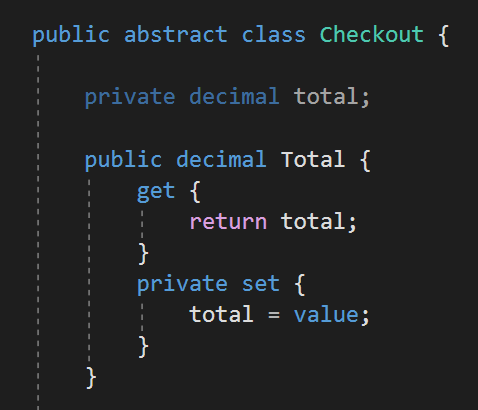 public abstract class Checkout {
private decimal total;
public decimal Total {
get {
return total;
}
private set {
total = value;
}
}